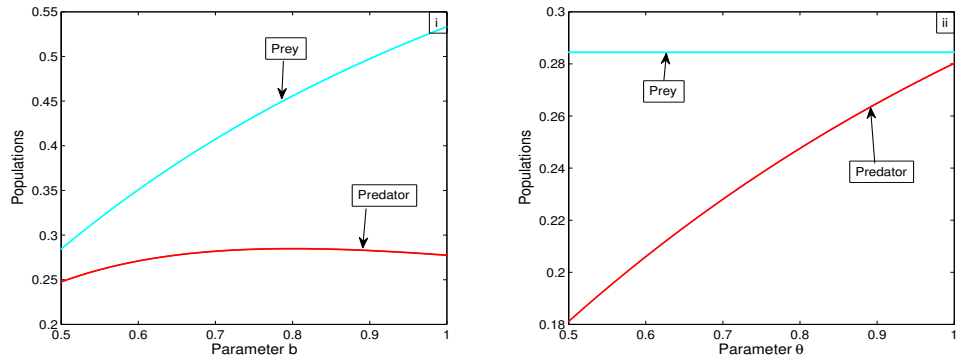 i
0.55
0.5
0.45
0.4
0.35
0.3
0.25
0.2
Populations
Prey
Predator
0.5 0.6 0.7 0.8 0.9 1
Parameter b
ii
0.3
0.28
0.26
0.24
0.22
0.2
0.18
Populations
Prey
Predator
0.5 0.6 0.7 0.8 0.9 1
Parameter θ